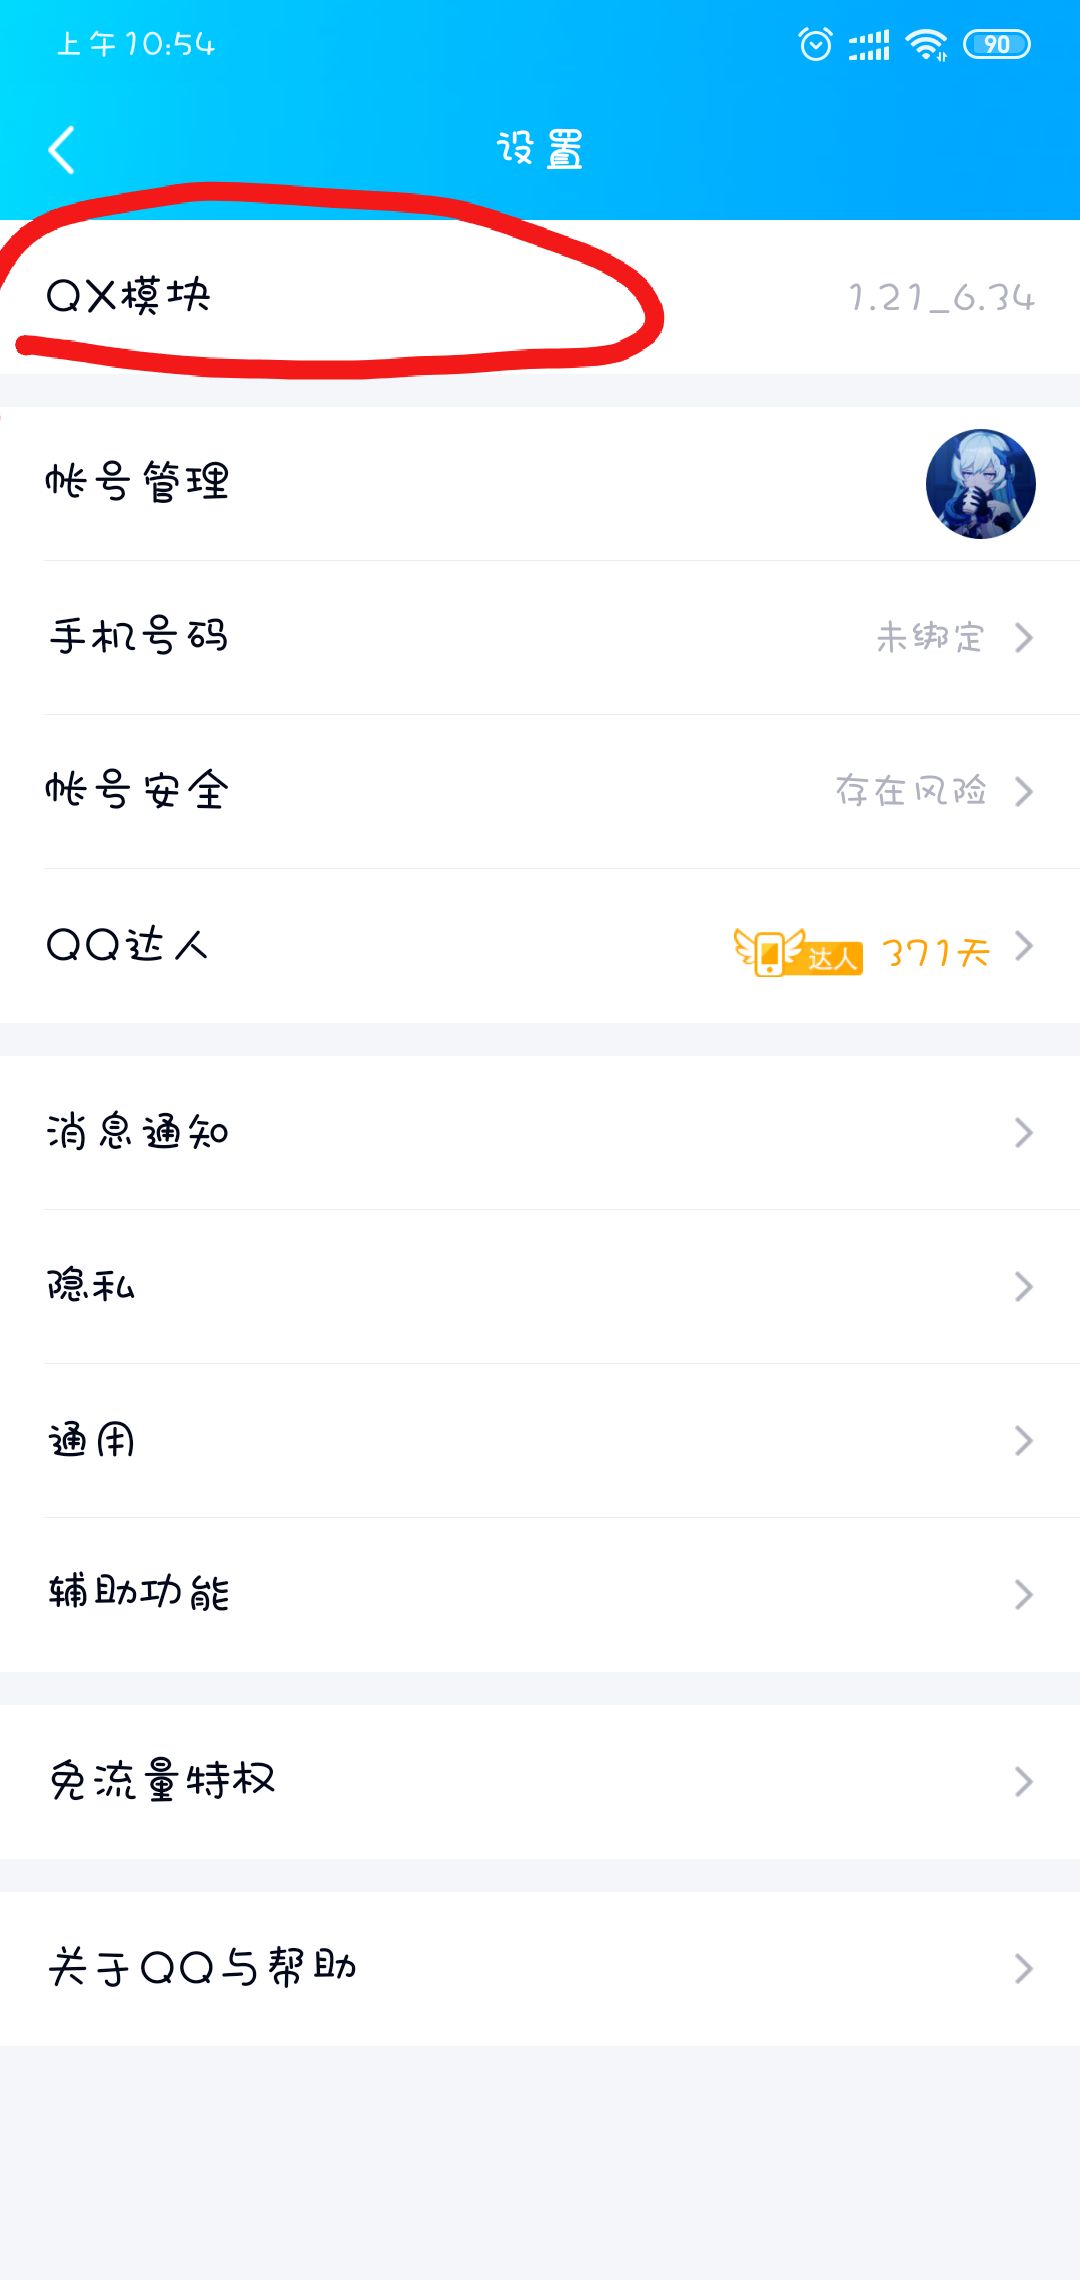 上午10:54
90
设置
QX模块
1.21_6.34
帐号管理
手机号码
未绑定
帐号安全
存在风险
QQ达人
达人
371天
消息通知
隐私
通用
辅助功能
免流量特权
关于QQ与帮助